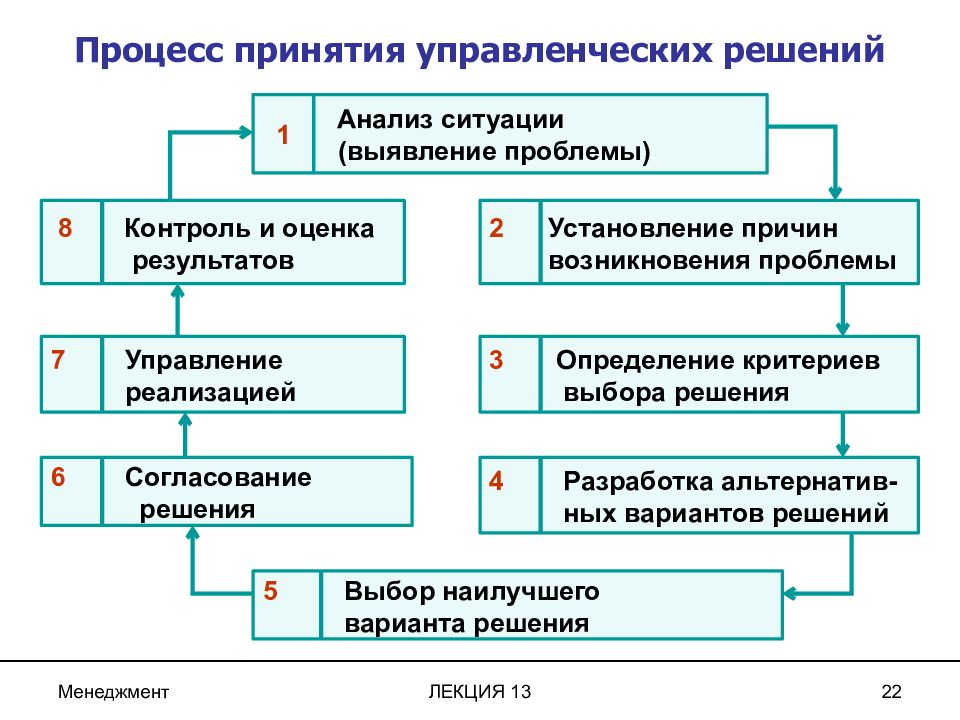 Процесс принятия управленческих решений
1
Анализ ситуации
(выявление проблемы)
2
Установление причин
возникновения проблемы
3
Определение критериев
выбора решения
4
Разработка альтернатив-
ных вариантов решений
5
Выбор наилучшего
варианта решения
6
Согласование
решения
7
Управление
реализацией
8
Контроль и оценка
результатов
Менеджмент
ЛЕКЦИЯ 13
22